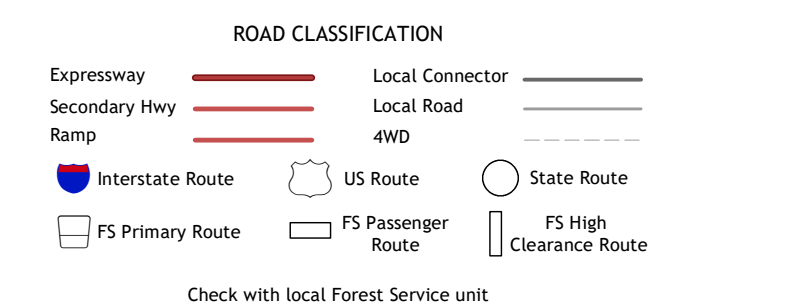 ROAD CLASSIFICATION
Expressway
Local Connector
Secondary Hwy
Local Road
Ramp
4WD
Interstate Route
US Route
State Route
FS Primary Route
FS Passenger
Route
FS High
Clearance Route
Check with local Forest Service unit